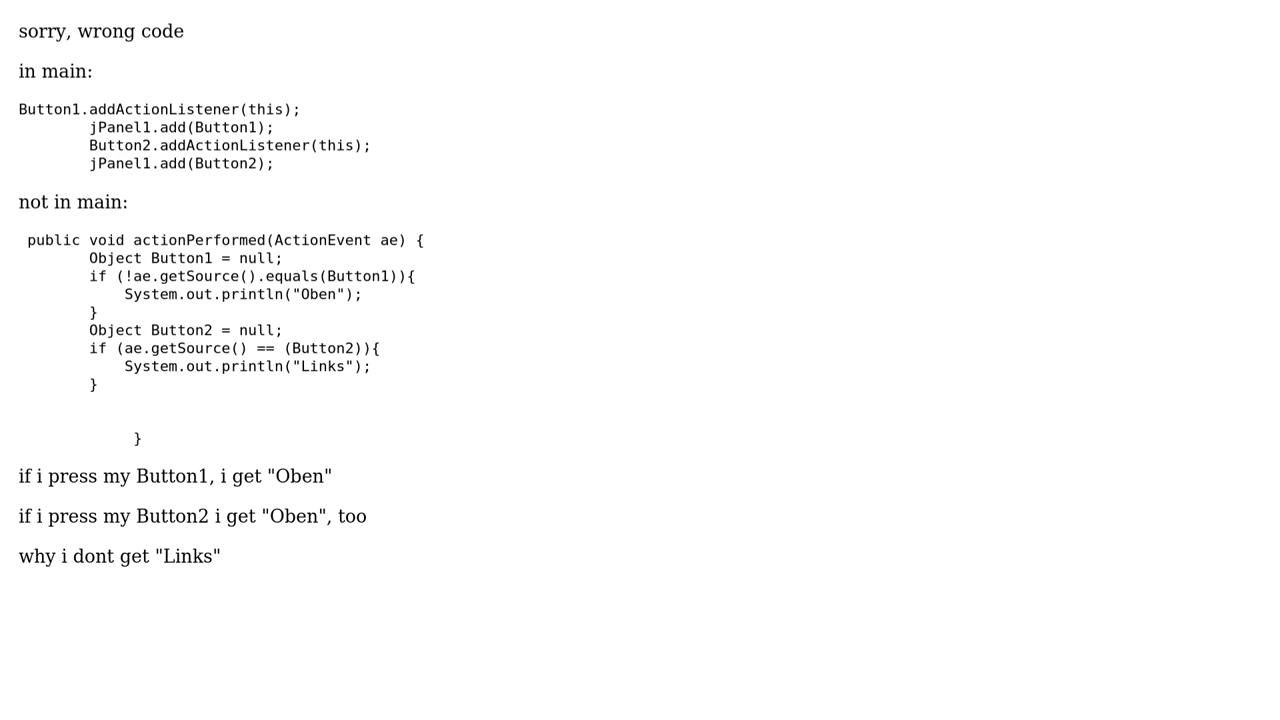 sorry, wrong code
in main:
Button1.addActionListener(this);
        jPanel1.add(Button1);
        Button2.addActionListener(this);
        jPanel1.add(Button2);
not in main:
 public void actionPerformed(ActionEvent ae) {
        Object Button1 = null;
        if (!ae.getSource().equals(Button1)){
            System.out.println("Oben");
        }
        Object Button2 = null;
        if (ae.getSource() == (Button2)){
            System.out.println("Links");
        }
             }
if i press my Button1, i get "Oben"
if i press my Button2 i get "Oben", too
why i dont get "Links"